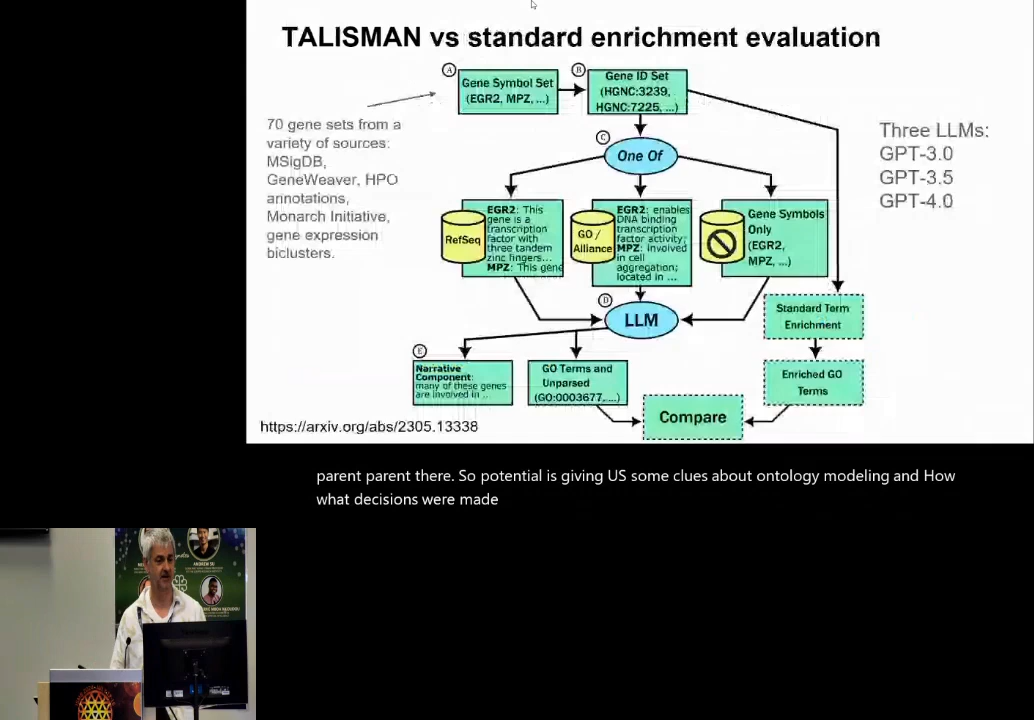 TALISMAN vs standard enrichment evaluation
A
Gene Symbol Set
(EGR2, MPZ, ...)
B
Gene ID Set
(HGNC:3239,
HGNC:7225, ...)
70 gene sets from a
variety of sources:
MSigDB,
GeneWeaver, HPO
annotations,
Monarch Initiative,
gene expression
biclusters.
Three LLMs:
GPT-3.0
GPT-3.5
GPT-4.0
C
One Of
RefSeq
EGR2: This
gene is a
transcription
factor with
three tandem
zinc fingers...
MPZ: This gene
GO /
Alliance
EGR2: enables
DNA binding
transcription
factor activity;
MPZ: involved
in cell
aggregation;
located in ...
Gene Symbols
Only
(EGR2,
MPZ, ...)
D
LLM
Standard Term
Enrichment
E
Narrative
Component:
many of these genes
are involved in ...
GO Terms and
Unparsed
(GO:0003677,...)
Enriched GO
Terms
Compare
https://arxiv.org/abs/2305.13338
parent parent there. So potential is giving US some clues about ontology modeling and How
what decisions were made
ANDREW SU